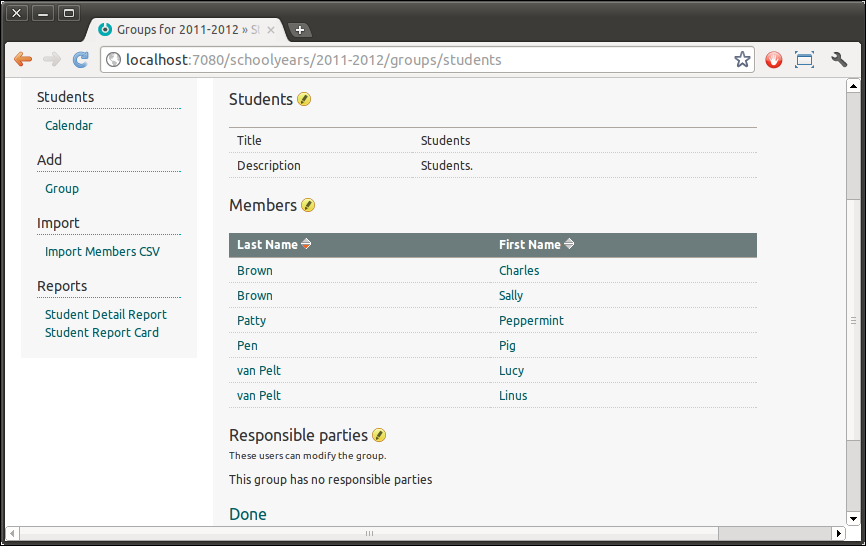 Groups for 2011-2012 » St
localhost:7080/schoolyears/2011-2012/groups/students
Students
Calendar
Add
Group
Import
Import Members CSV
Reports
Student Detail Report
Student Report Card
Students
Title Students
Description Students.
Members
Last Name First Name
Brown Charles
Brown Sally
Patty Peppermint
Pen Pig
van Pelt Lucy
van Pelt Linus
Responsible parties
These users can modify the group.
This group has no responsible parties
Done